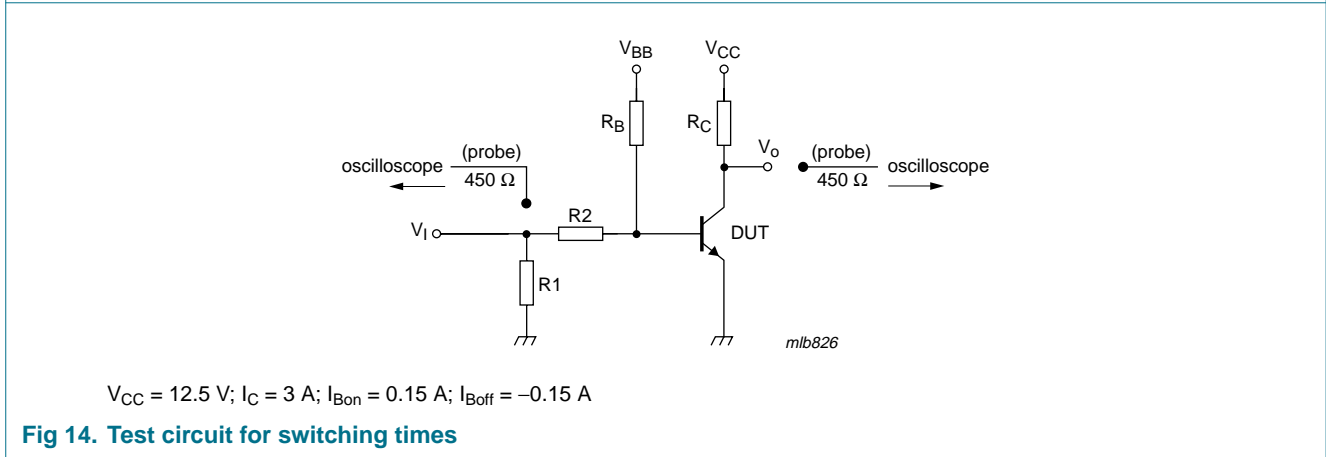 V_BB
V_CC
R_B
R_C
V_o
(probe)
oscilloscope
450 Ω
(probe)
oscilloscope
450 Ω
R2
V_I
DUT
R1
mlb826
V_CC = 12.5 V; I_C = 3 A; I_Bon = 0.15 A; I_Boff = −0.15 A
Fig 14. Test circuit for switching times